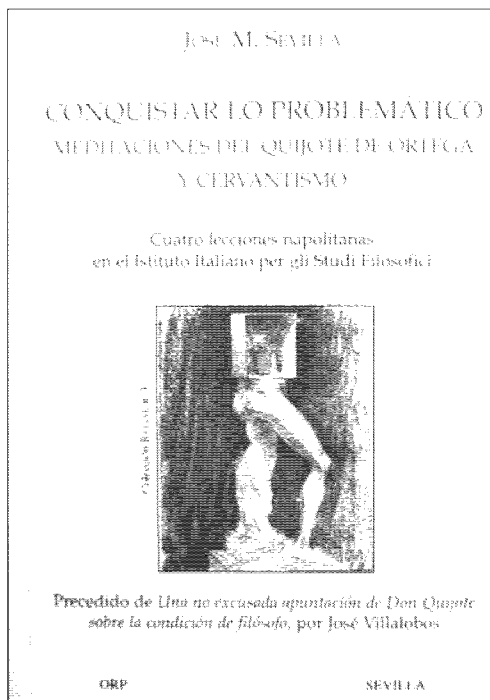 JOSÉ M. SEVILLA
CONQUISTAR LO PROBLEMÁTICO
MEDITACIONES DEL QUIJOTE DE ORTEGA
Y CERVANTISMO
Cuatro lecciones napolitanas
en el Istituto Italiano per gli Studi Filosofici
Colección
Precedido de Una no excusada apuntación de Don Quijote
sobre la condición de filósofo, por José Villalobos
ORP
SEVILLA